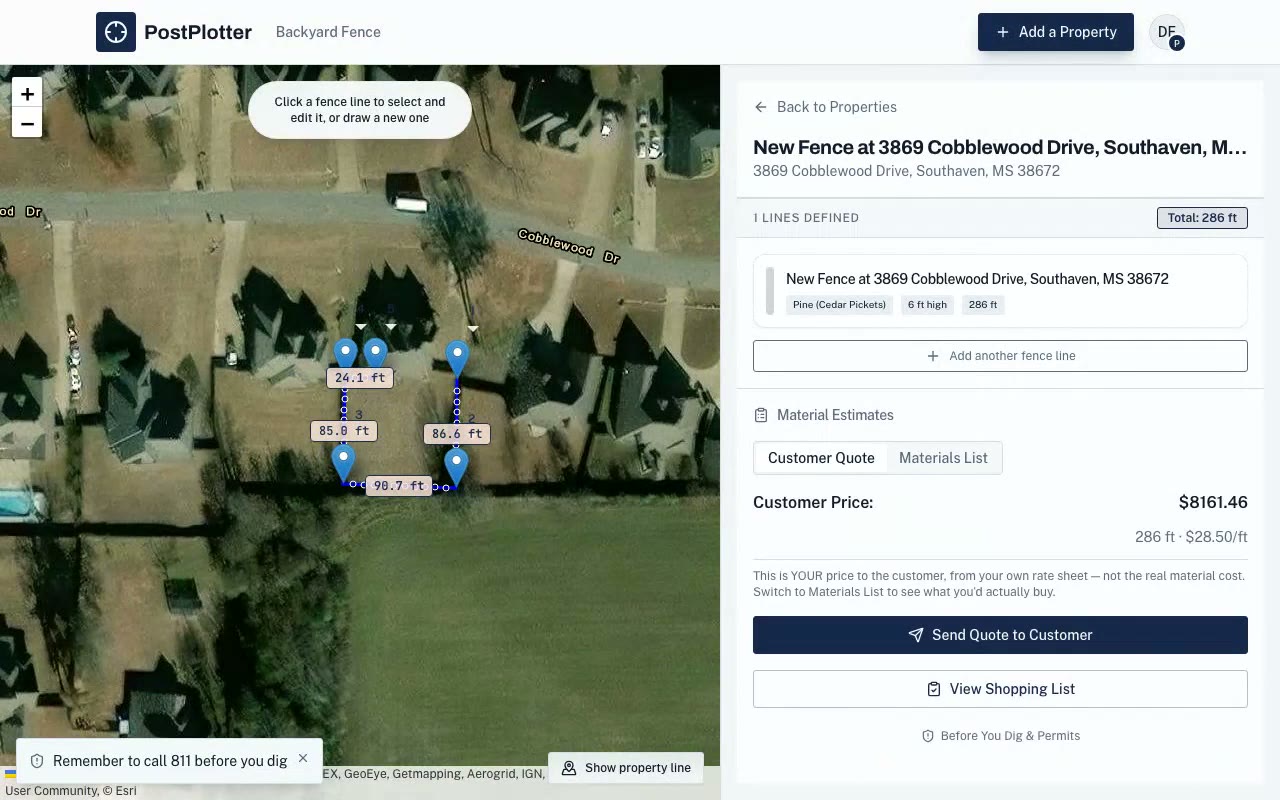 PostPlotter
Backyard Fence
Add a Property
DF
P
+
−
Click a fence line to select and
edit it, or draw a new one
od Dr
Cobblewood Dr
24.1 ft
3
2
85.0 ft
86.6 ft
90.7 ft
Remember to call 811 before you dig
EX, GeoEye, Getmapping, Aerogrid, IGN,
User Community, © Esri
Show property line
Back to Properties
New Fence at 3869 Cobblewood Drive, Southaven, M...
3869 Cobblewood Drive, Southaven, MS 38672
1 LINES DEFINED
Total: 286 ft
New Fence at 3869 Cobblewood Drive, Southaven, MS 38672
Pine (Cedar Pickets)
6 ft high
286 ft
Add another fence line
Material Estimates
Customer Quote
Materials List
Customer Price:
$8161.46
286 ft · $28.50/ft
This is YOUR price to the customer, from your own rate sheet — not the real material cost.
Switch to Materials List to see what you'd actually buy.
Send Quote to Customer
View Shopping List
Before You Dig & Permits